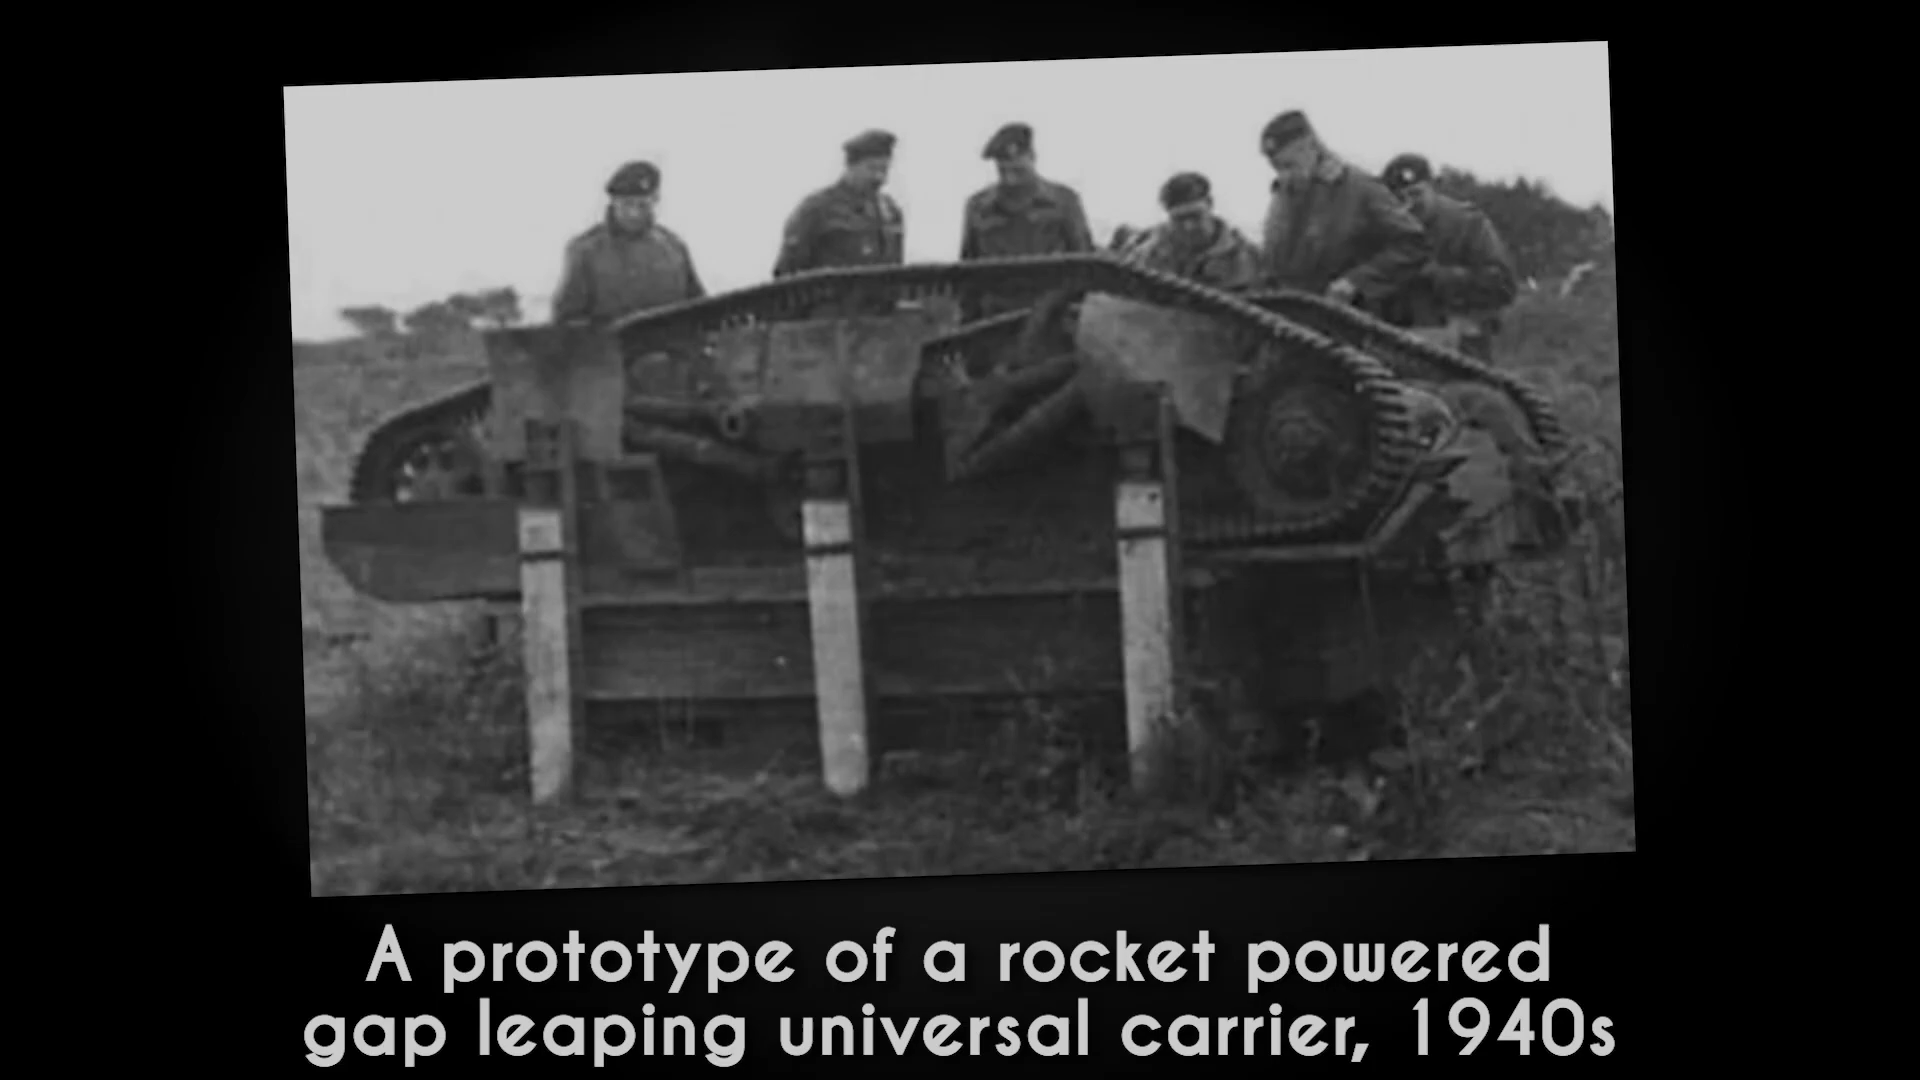 A prototype of a rocket powered
gap leaping universal carrier, 1940s